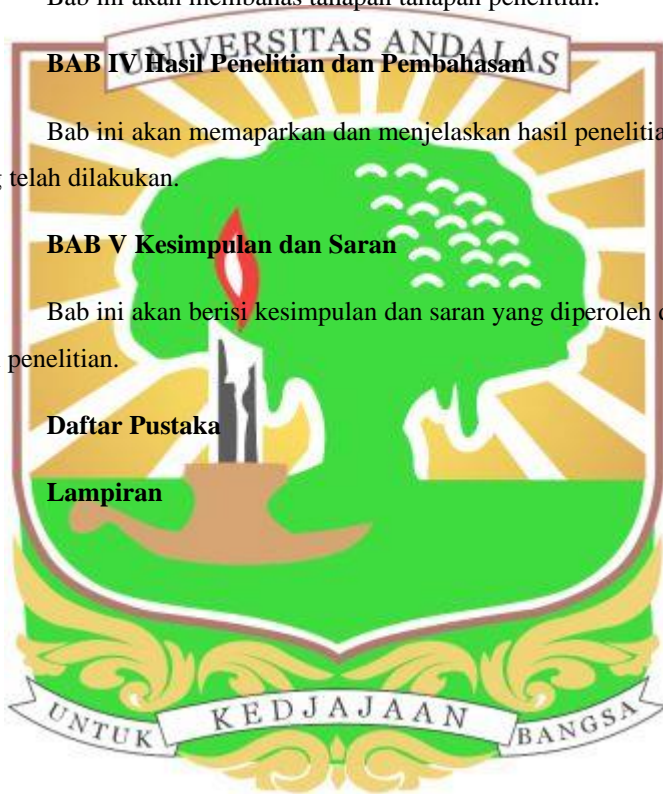 Bab ini akan membahas tahapan tahapan penelitian.
UNIVERSITAS ANDALAS
BAB IV Hasil Penelitian dan Pembahasan
Bab ini akan memaparkan dan menjelaskan hasil
telah dilakukan.
BAB V Kesimpulan dan Saran
Bab ini akan berisi kesimpulan dan saran yang diperoleh
penelitian.
Daftar Pustaka
Lampiran
UNTUK KEDJAJAAN BANGSA